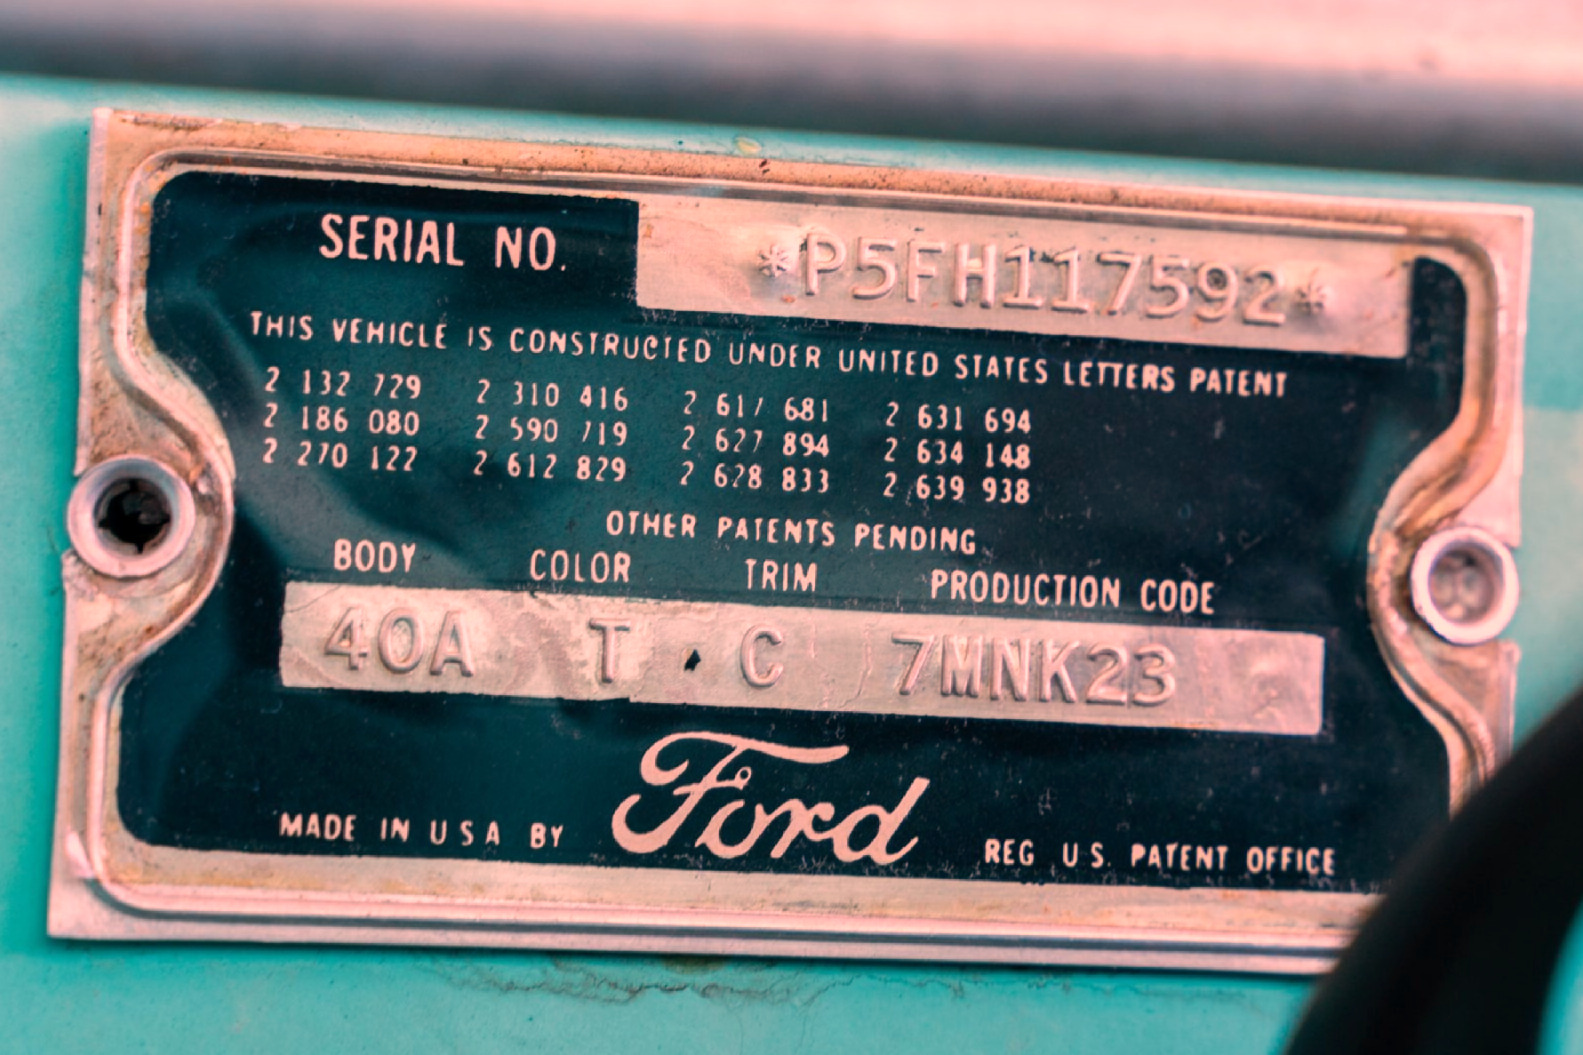 SERIAL NO. *P5FH117592*
THIS VEHICLE IS CONSTRUCTED UNDER UNITED STATES LETTERS PATENT
2 132 729 2 310 416 2 617 681 2 631 694
2 186 080 2 590 719 2 627 894 2 634 148
2 270 122 2 612 829 2 628 833 2 639 938
OTHER PATENTS PENDING
BODY COLOR TRIM PRODUCTION CODE
40A T C 7MNK23
MADE IN U S A BY Ford REG U.S. PATENT OFFICE